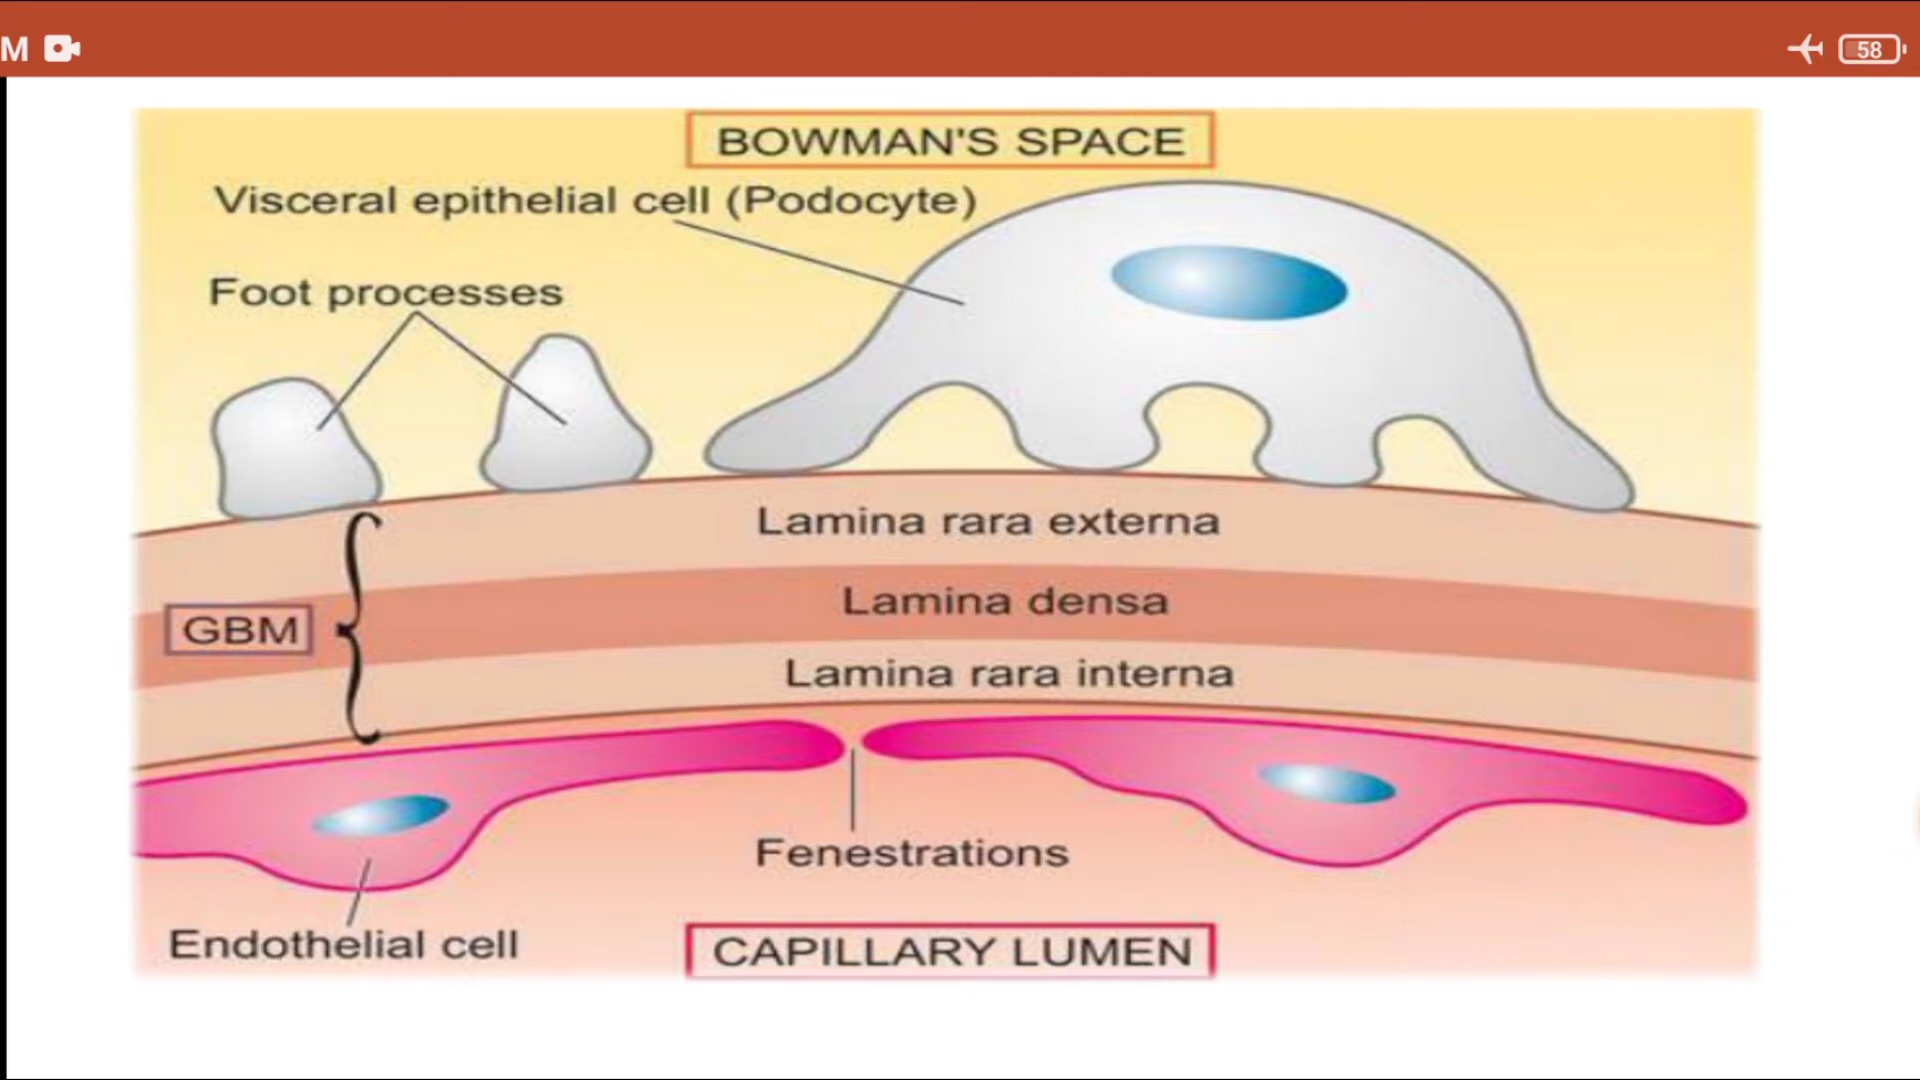 M
58
BOWMAN'S SPACE
Visceral epithelial cell (Podocyte)
Foot processes
Lamina rara externa
Lamina densa
GBM
Lamina rara interna
Fenestrations
Endothelial cell
CAPILLARY LUMEN